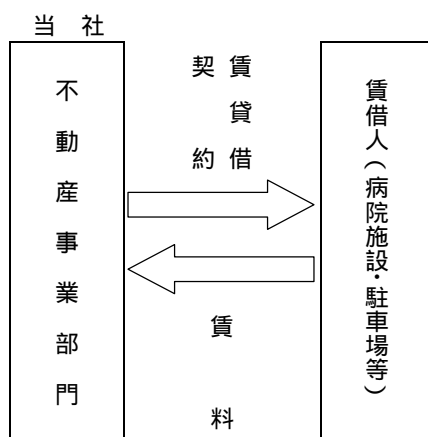 当社
不動産事業部門
賃貸借
契約
賃料
賃借人(病院施設・駐車場等)